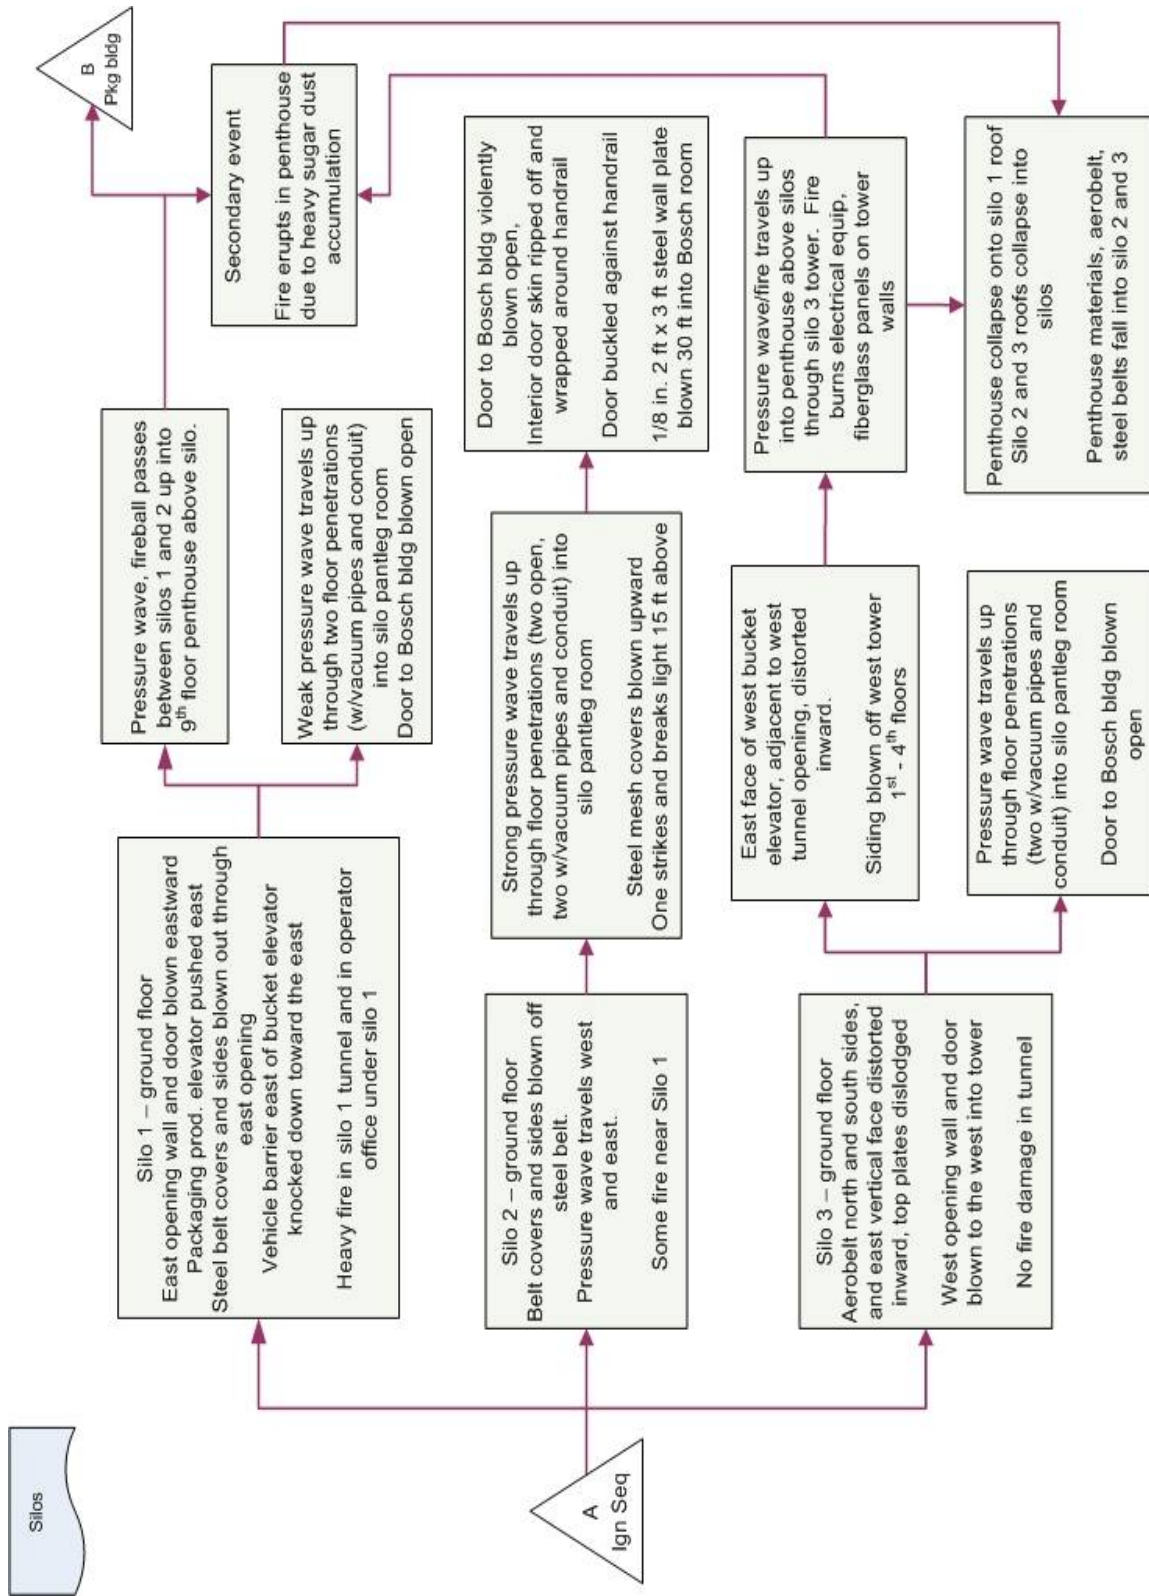 Silos
A
Ign Seq
Silo 1 – ground floor
East opening wall and door blown eastward
Packaging prod. elevator pushed east
Steel belt covers and sides blown out through
east opening
Vehicle barrier east of bucket elevator
knocked down toward the east
Heavy fire in silo 1 tunnel and in operator
office under silo 1
Pressure wave, fireball passes
between silos 1 and 2 up into
9th floor penthouse above silo.
Weak pressure wave travels up
through two floor penetrations
(w/vacuum pipes and conduit)
into silo pantleg room
Door to Bosch bldg blown open
B
Pkg bldg
Secondary event
Fire erupts in penthouse
due to heavy sugar dust
accumulation
Silo 2 – ground floor
Belt covers and sides blown off
steel belt.
Pressure wave travels west
and east.
Some fire near Silo 1
Strong pressure wave travels up
through floor penetrations (two open,
two w/vacuum pipes and conduit) into
silo pantleg room
Steel mesh covers blown upward
One strikes and breaks light 15 ft above
Door to Bosch bldg violently
blown open,
Interior door skin ripped off and
wrapped around handrail
Door buckled against handrail
1/8 in. 2 ft x 3 ft steel wall plate
blown 30 ft into Bosch room
Silo 3 – ground floor
Aerobelt north and south sides,
and east vertical face distorted
inward, top plates dislodged
West opening wall and door
blown to the west into tower
No fire damage in tunnel
East face of west bucket
elevator, adjacent to west
tunnel opening, distorted
inward.
Siding blown off west tower
1st - 4th floors
Pressure wave travels up
through floor penetrations
(two w/vacuum pipes and
conduit) into silo pantleg room
Door to Bosch bldg blown
open
Pressure wave/fire travels up
into penthouse above silos
through silo 3 tower. Fire
burns electrical equip,
fiberglass panels on tower
walls
Penthouse collapse onto silo 1 roof
Silo 2 and 3 roofs collapse into
silos
Penthouse materials, aerobelt,
steel belts fall into silo 2 and 3